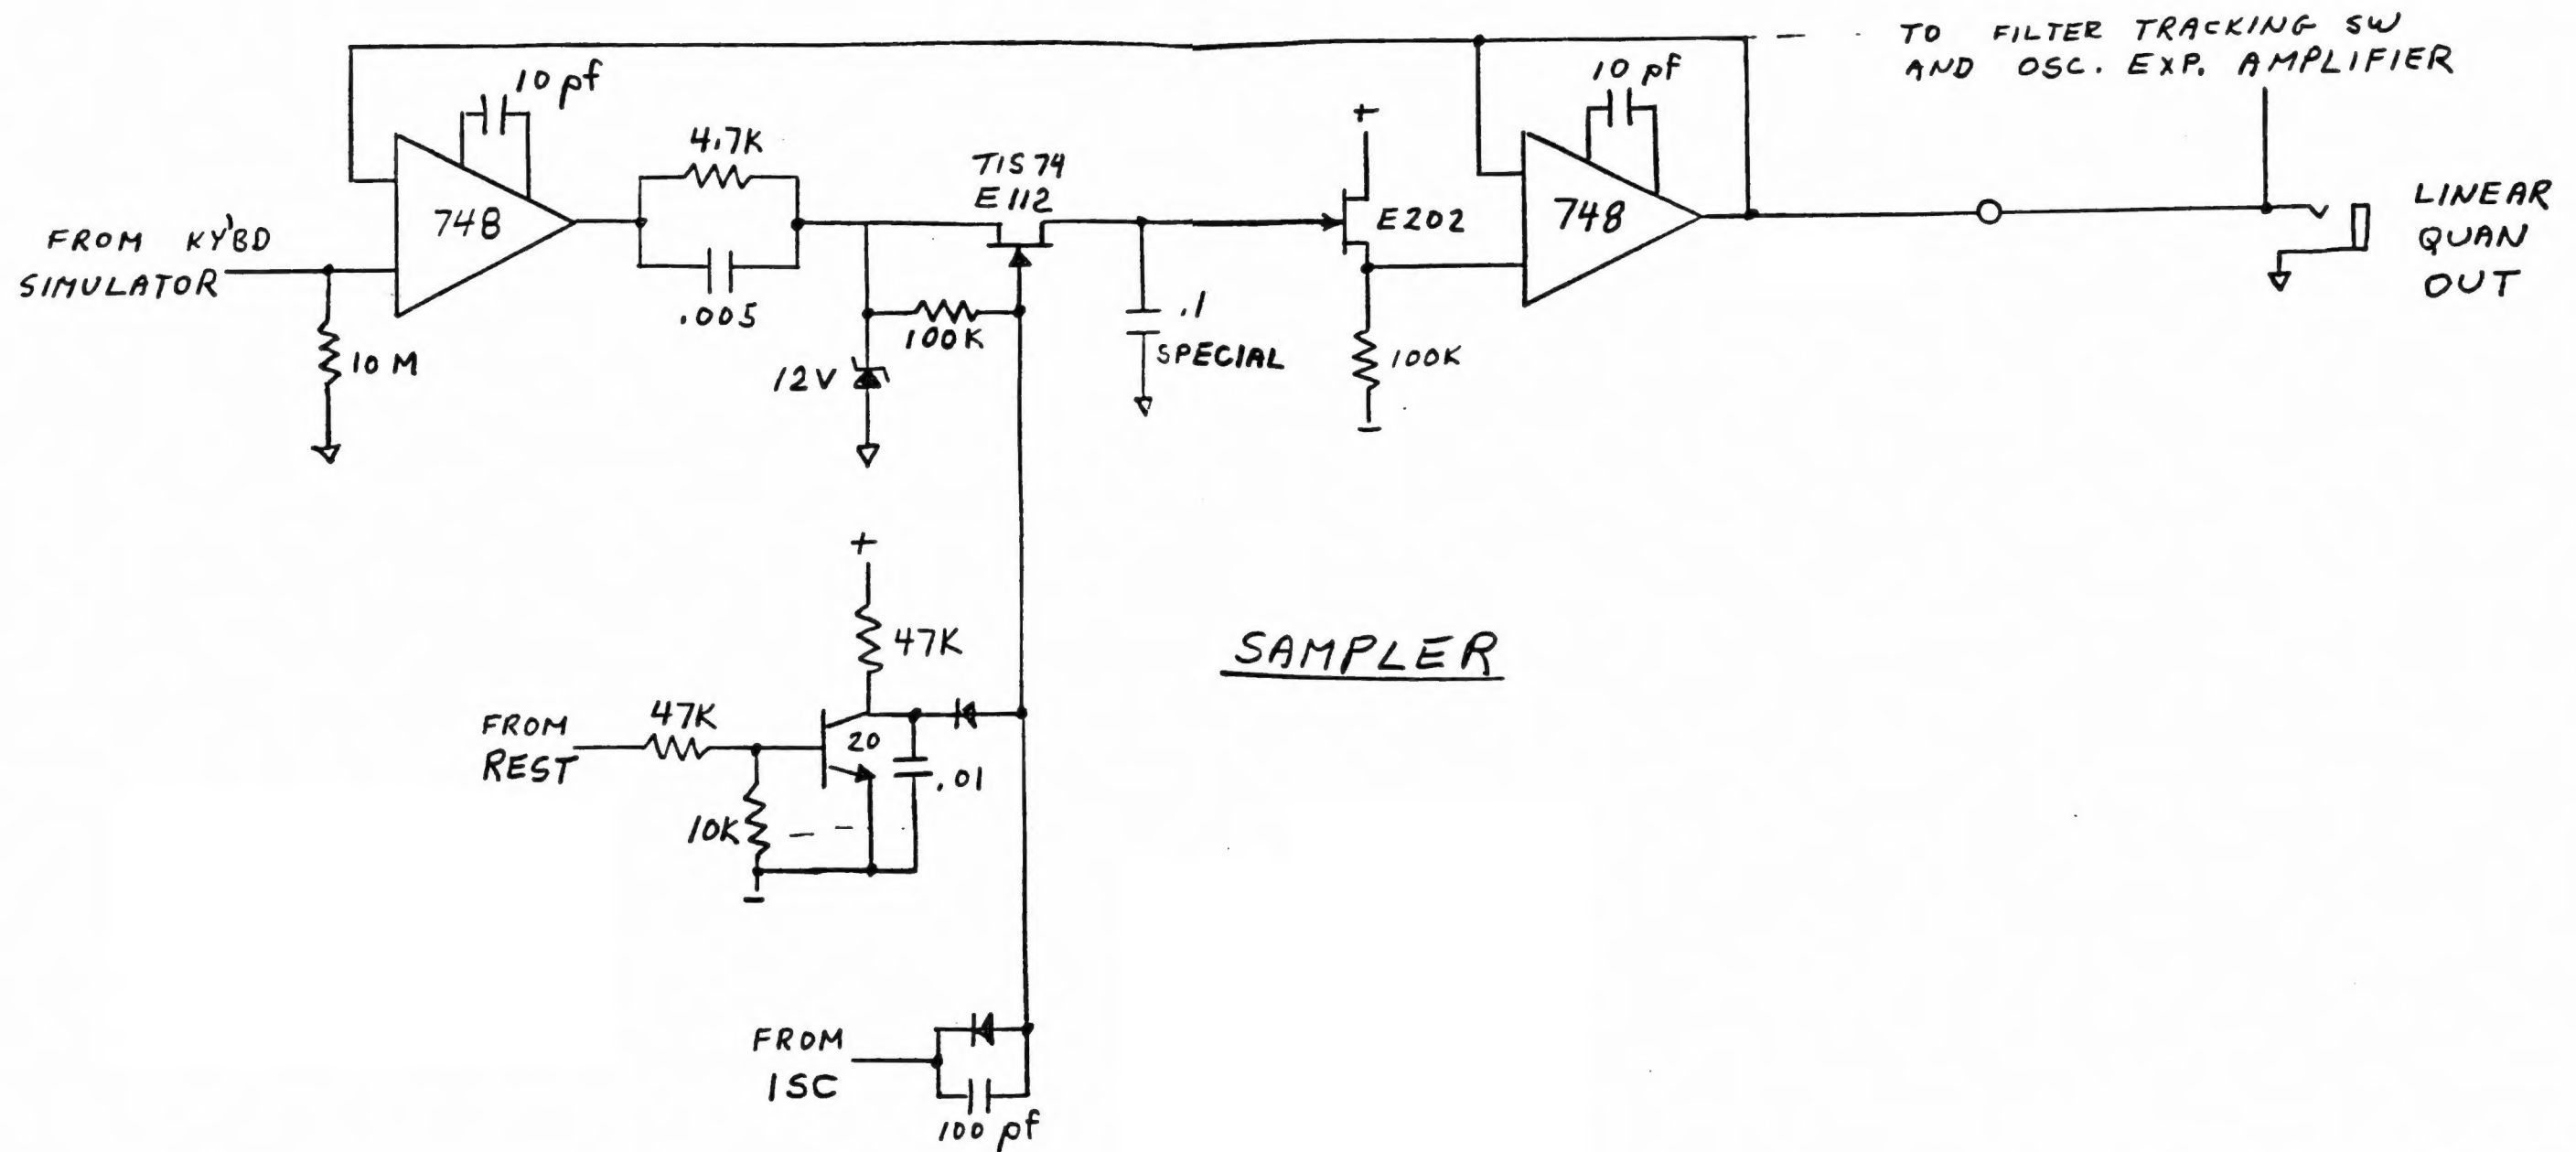 TO FILTER TRACKING SW
AND OSC. EXP. AMPLIFIER
10 pf
10 pf
4.7K
TIS 74
E 112
+
748
E202
748
LINEAR
QUAN
OUT
FROM KY'BD
SIMULATOR
.005
100K
.1
SPECIAL
10 M
12V
100K
−
+
47K
SAMPLER
FROM
REST
47K
20
.01
10K
−
FROM
ISC
100 pf